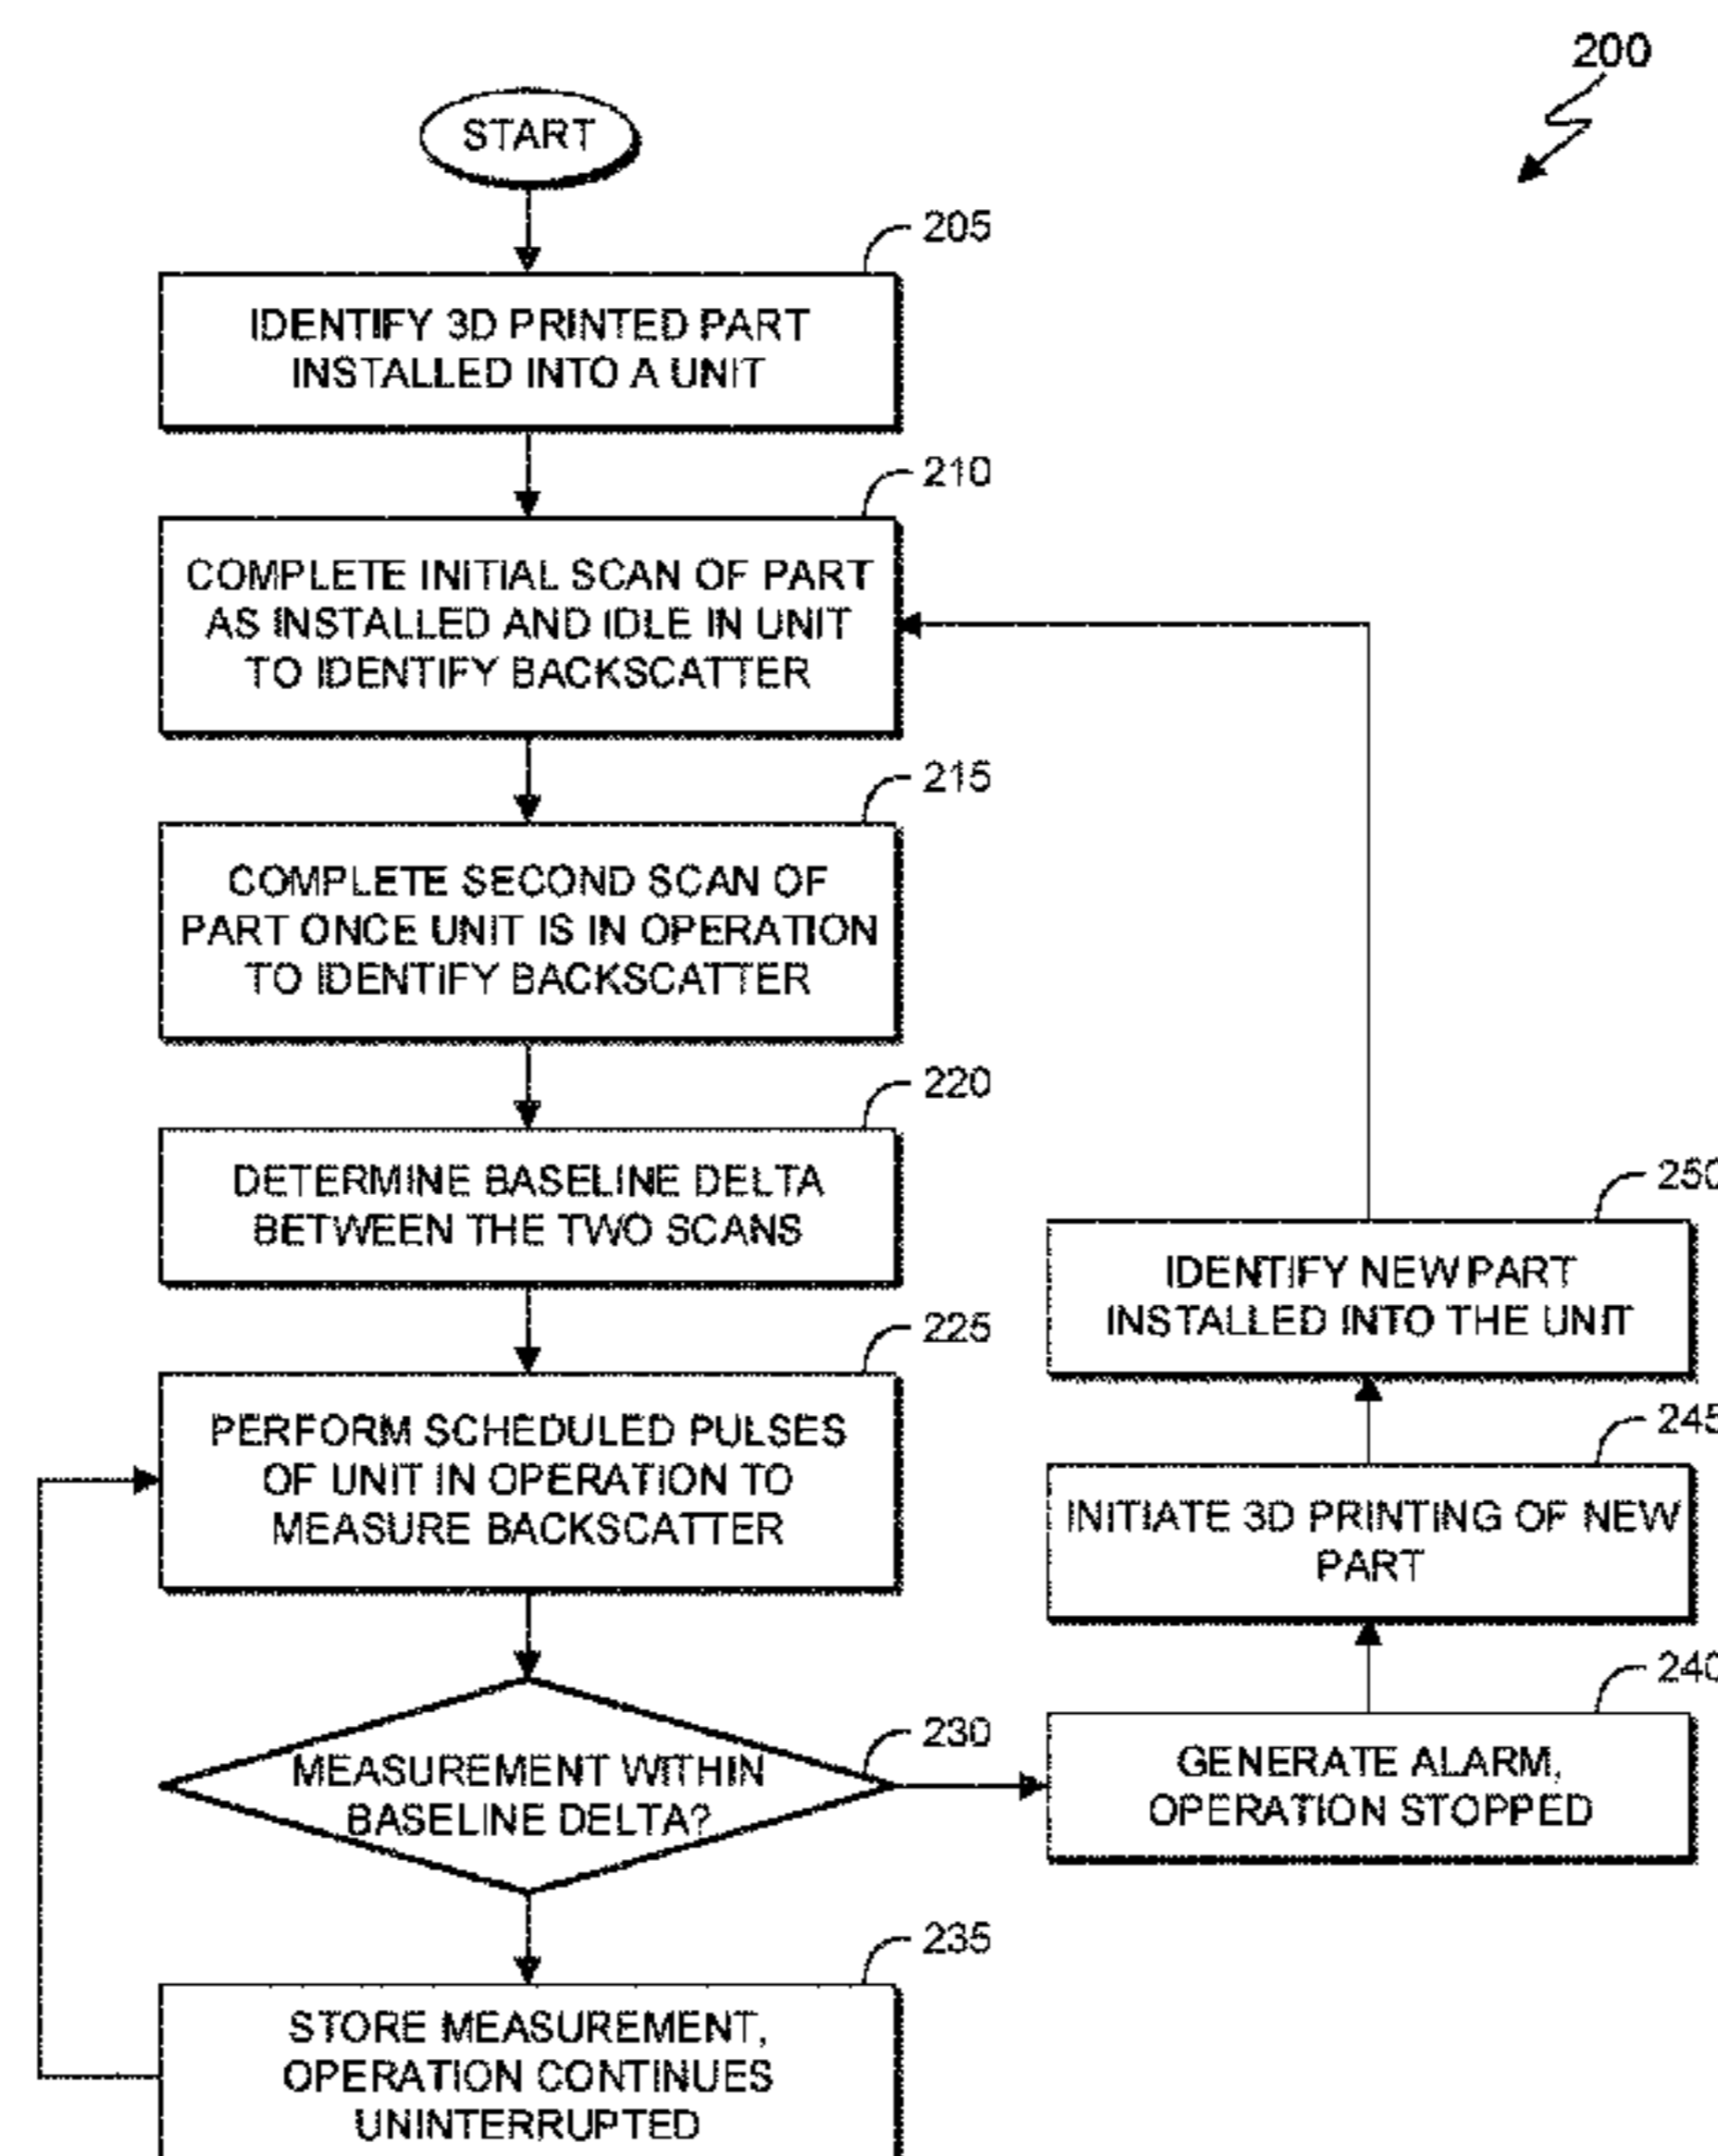 200
START
205
IDENTIFY 3D PRINTED PART
INSTALLED INTO A UNIT
210
COMPLETE INITIAL SCAN OF PART
AS INSTALLED AND IDLE IN UNIT
TO IDENTIFY BACKSCATTER
215
COMPLETE SECOND SCAN OF
PART ONCE UNIT IS IN OPERATION
TO IDENTIFY BACKSCATTER
220
DETERMINE BASELINE DELTA
BETWEEN THE TWO SCANS
225
PERFORM SCHEDULED PULSES
OF UNIT IN OPERATION TO
MEASURE BACKSCATTER
230
MEASUREMENT WITHIN
BASELINE DELTA?
235
STORE MEASUREMENT,
OPERATION CONTINUES
UNINTERRUPTED
240
GENERATE ALARM,
OPERATION STOPPED
245
INITIATE 3D PRINTING OF NEW
PART
250
IDENTIFY NEW PART
INSTALLED INTO THE UNIT